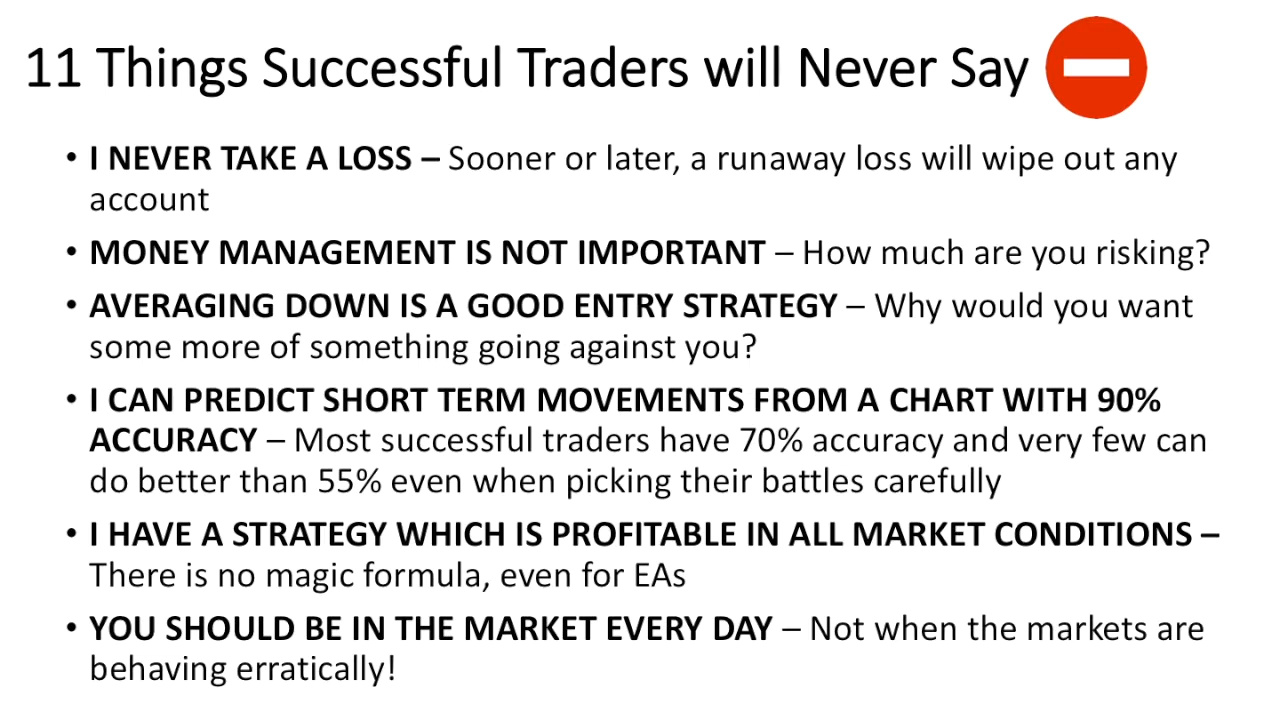 11 Things Successful Traders will Never Say
• I NEVER TAKE A LOSS – Sooner or later, a runaway loss will wipe out any
account
• MONEY MANAGEMENT IS NOT IMPORTANT – How much are you risking?
• AVERAGING DOWN IS A GOOD ENTRY STRATEGY – Why would you want
some more of something going against you?
• I CAN PREDICT SHORT TERM MOVEMENTS FROM A CHART WITH 90%
ACCURACY – Most successful traders have 70% accuracy and very few can
do better than 55% even when picking their battles carefully
• I HAVE A STRATEGY WHICH IS PROFITABLE IN ALL MARKET CONDITIONS –
There is no magic formula, even for EAs
• YOU SHOULD BE IN THE MARKET EVERY DAY – Not when the markets are
behaving erratically!